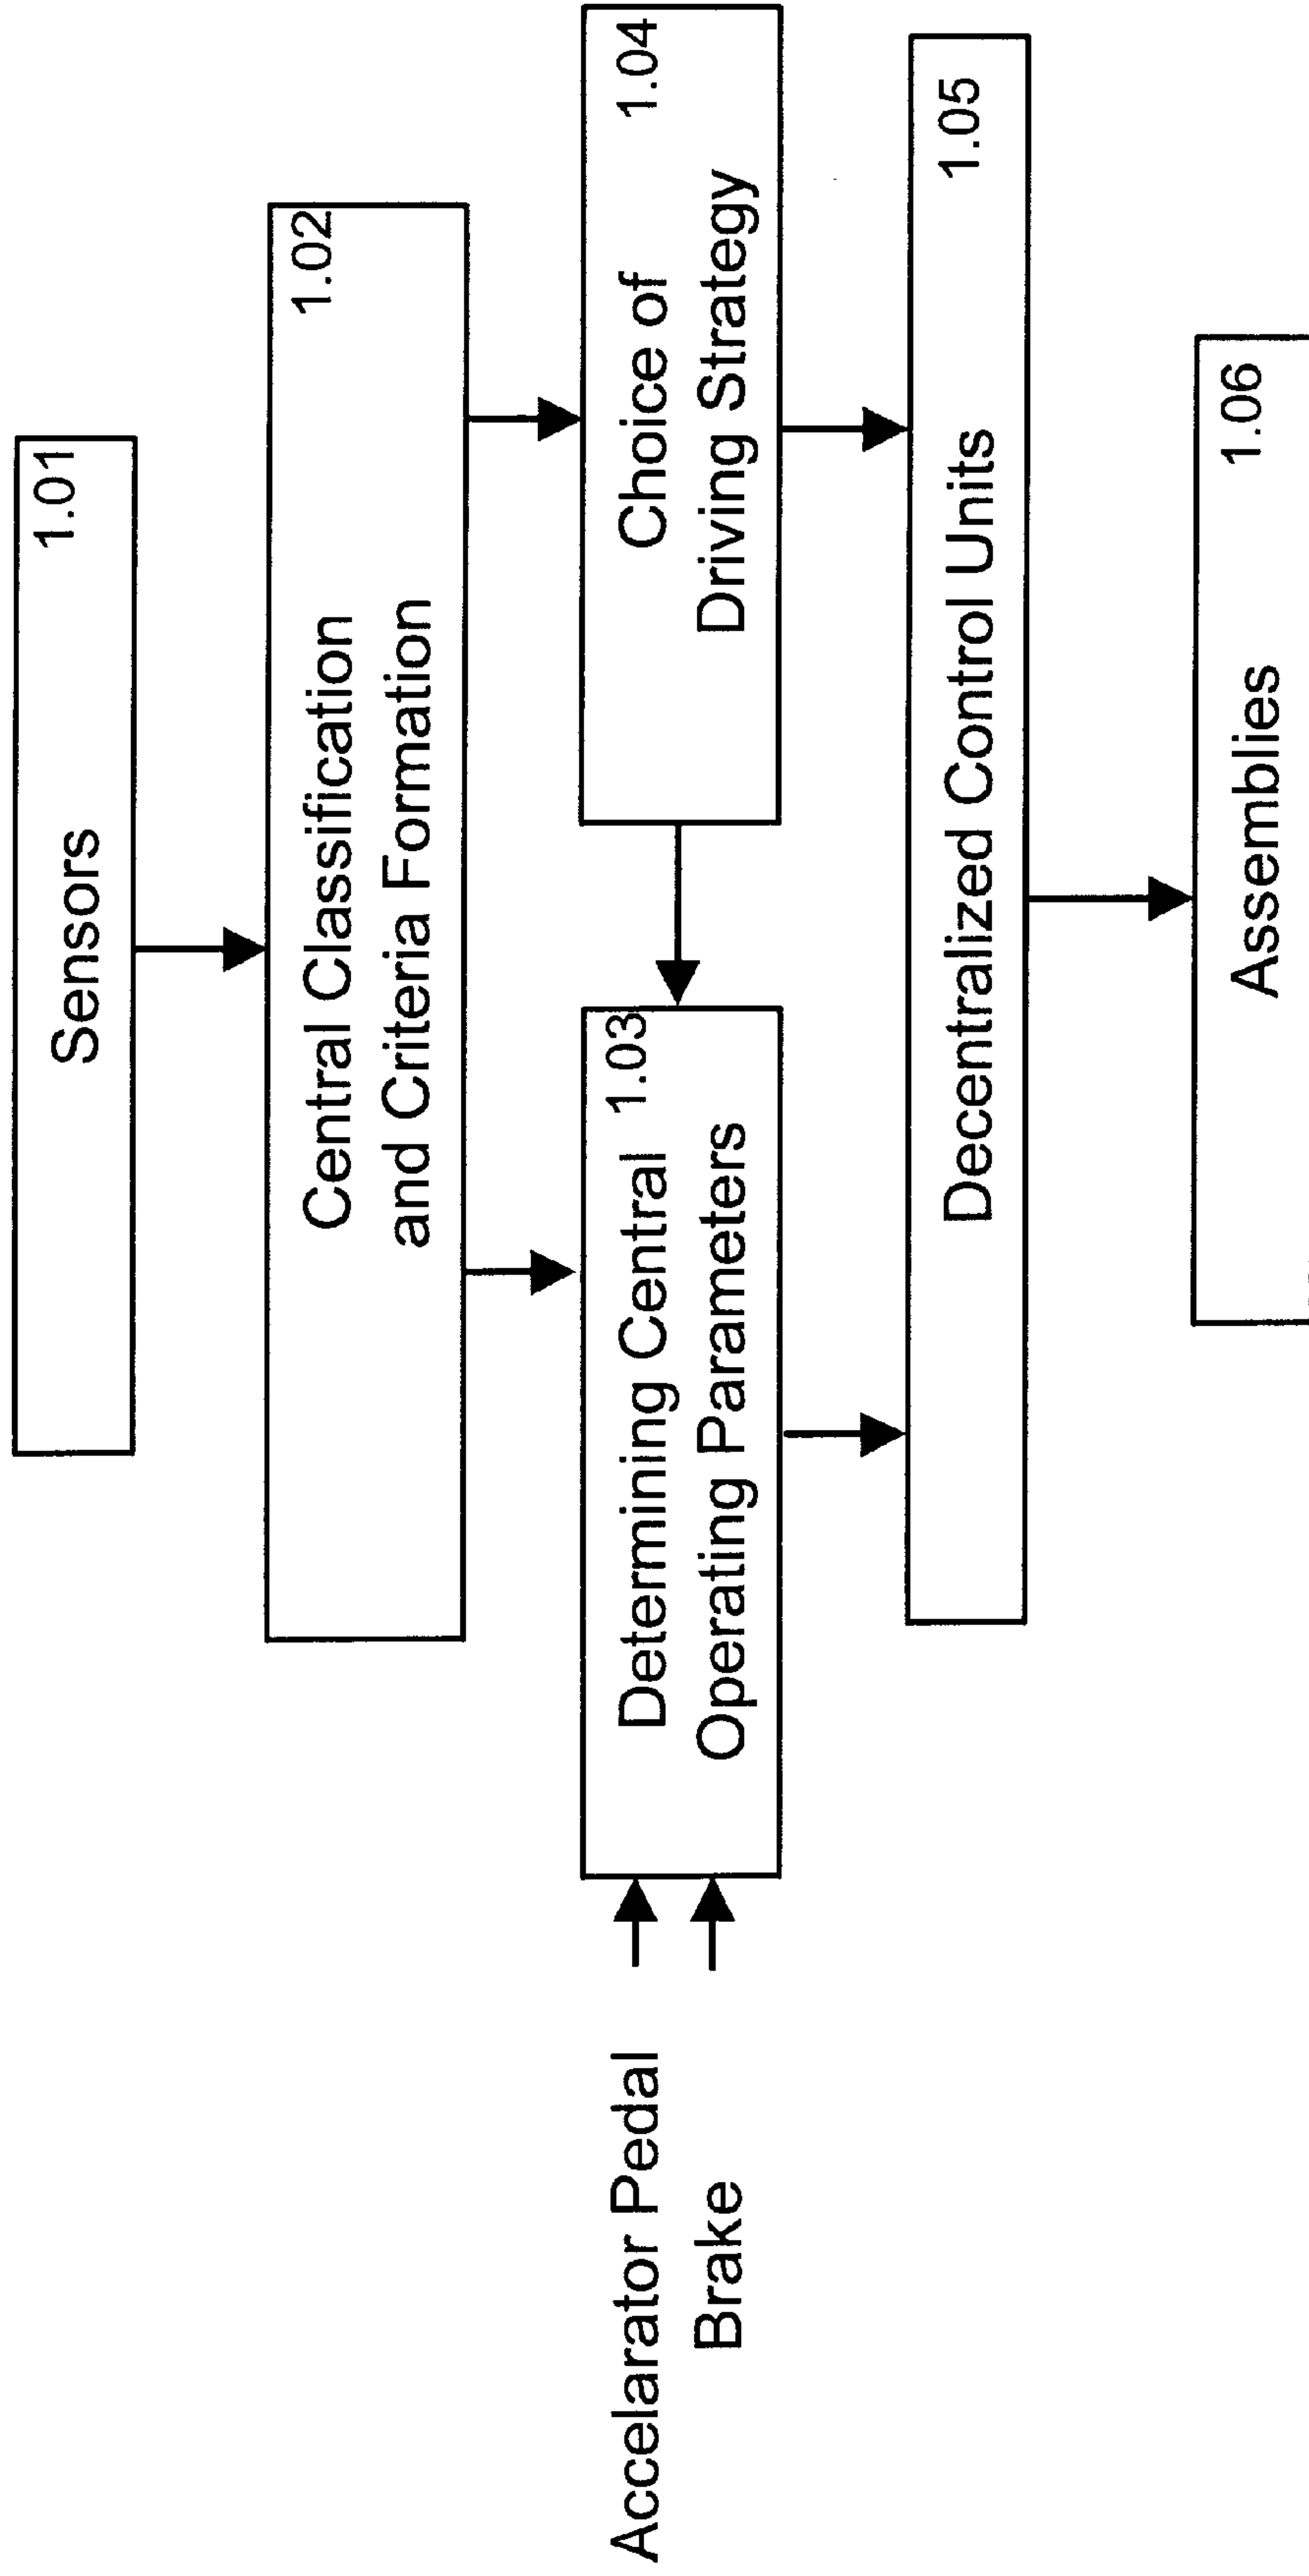 Sensors
1.01
Central Classification
and Criteria Formation
1.02
Accelarator Pedal
Brake
Determining Central
Operating Parameters
1.03
Choice of
Driving Strategy
1.04
Decentralized Control Units
1.05
Assemblies
1.06